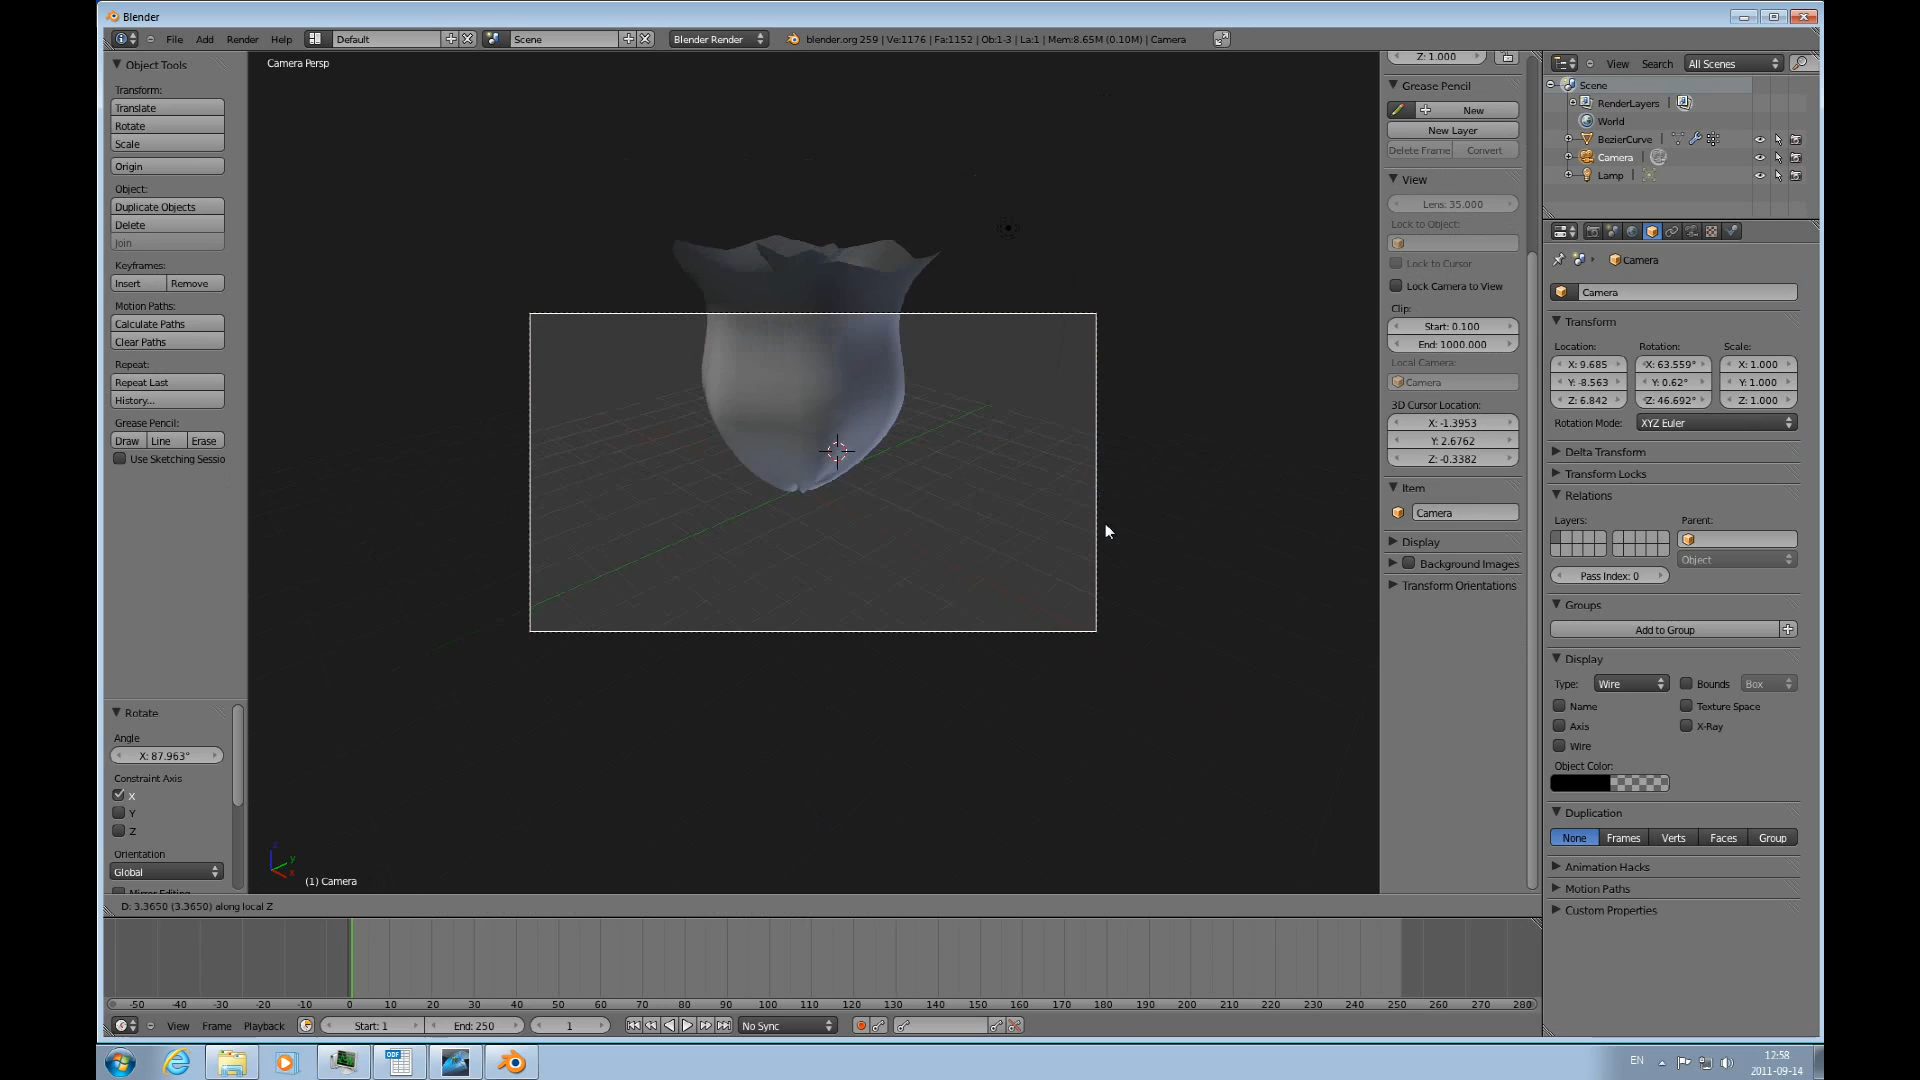 Blender
File Add Render Help Default Scene Blender Render blender.org 259 | Ve:1176 | Fa:1152 | Ob:1-3 | La:1 | Mem:8.65M (0.10M) | Camera
Object Tools
Transform:
Translate
Rotate
Scale
Origin
Object:
Duplicate Objects
Delete
Join
Keyframes:
Insert Remove
Motion Paths:
Calculate Paths
Clear Paths
Repeat:
Repeat Last
History...
Grease Pencil:
Draw Line Erase
Use Sketching Sessio
Rotate
Angle
X: 87.963°
Constraint Axis
X
Y
Z
Orientation
Global
Mirror Editing
Camera Persp
(1) Camera
D: 3.3650 (3.3650) along local Z
Z: 1.000
Grease Pencil
New
New Layer
Delete Frame Convert
View
Lens: 35.000
Lock to Object:
Lock to Cursor
Lock Camera to View
Clip:
Start: 0.100
End: 1000.000
Local Camera:
Camera
3D Cursor Location:
X: -1.3953
Y: 2.6762
Z: -0.3382
Item
Camera
Display
Background Images
Transform Orientations
View Search All Scenes
Scene
RenderLayers |
World
BezierCurve |
Camera |
Lamp |
Camera
Camera
Transform
Location: Rotation: Scale:
X: 9.685 X: 63.559° X: 1.000
Y: -8.563 Y: 0.62° Y: 1.000
Z: 6.842 Z: 46.692° Z: 1.000
Rotation Mode: XYZ Euler
Delta Transform
Transform Locks
Relations
Layers: Parent:
Object
Pass Index: 0
Groups
Add to Group
Display
Type: Wire Bounds Box
Name Texture Space
Axis X-Ray
Wire
Object Color:
Duplication
None Frames Verts Faces Group
Animation Hacks
Motion Paths
Custom Properties
-50 -40 -30 -20 -10 0 10 20 30 40 50 60 70 80 90 100 110 120 130 140 150 160 170 180 190 200 210 220 230 240 250 260 270 280
View Frame Playback Start: 1 End: 250 1 No Sync
ODF
EN
12:58
2011-09-14